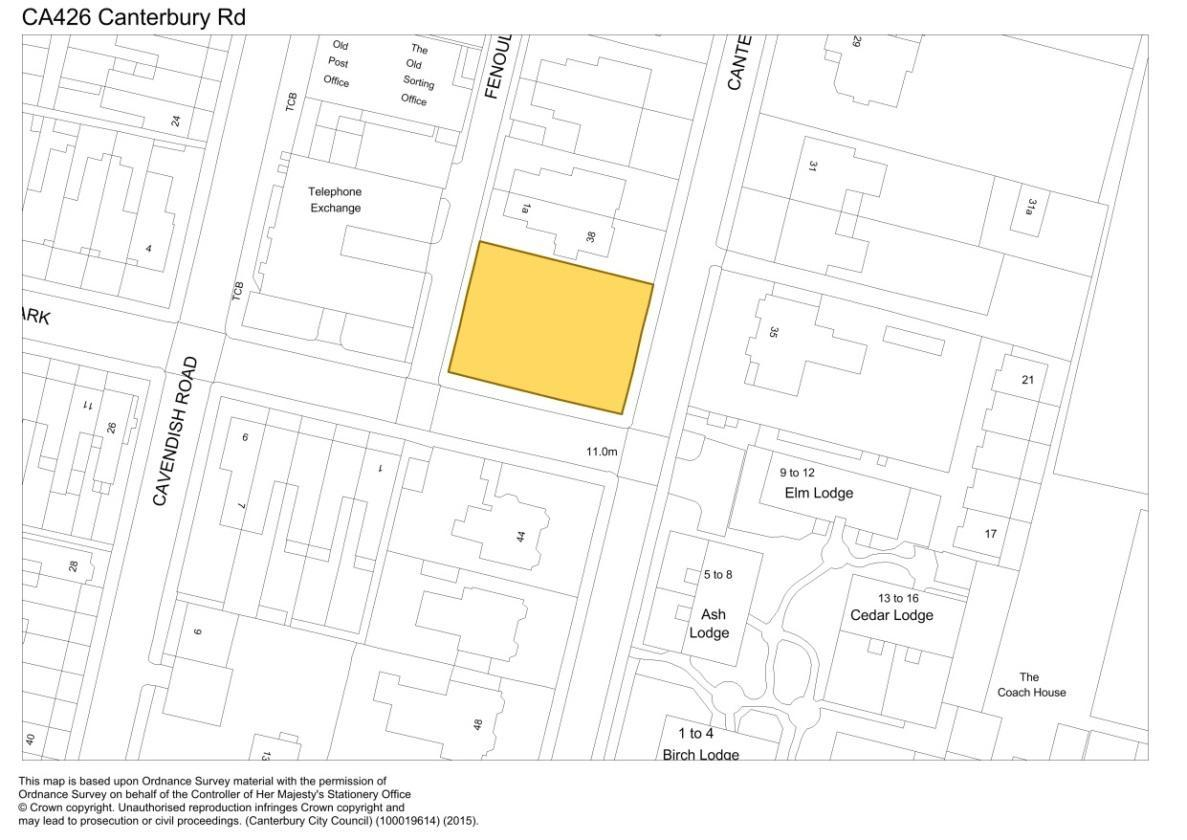 CA426 Canterbury Rd
Old
Post
Office
The
Old
Sorting
Office
FENOUL
CANTE
29
TCB
24
Telephone
Exchange
31
31a
1a
38
4
TCB
ARK
35
21
CAVENDISH ROAD
11
26
9
1
11.0m
9 to 12
Elm Lodge
7
44
17
28
5 to 8
Ash
Lodge
13 to 16
Cedar Lodge
6
The
Coach House
48
40
13
1 to 4
Birch Lodge
This map is based upon Ordnance Survey material with the permission of
Ordnance Survey on behalf of the Controller of Her Majesty's Stationery Office
© Crown copyright. Unauthorised reproduction infringes Crown copyright and
may lead to prosecution or civil proceedings. (Canterbury City Council) (100019614) (2015).